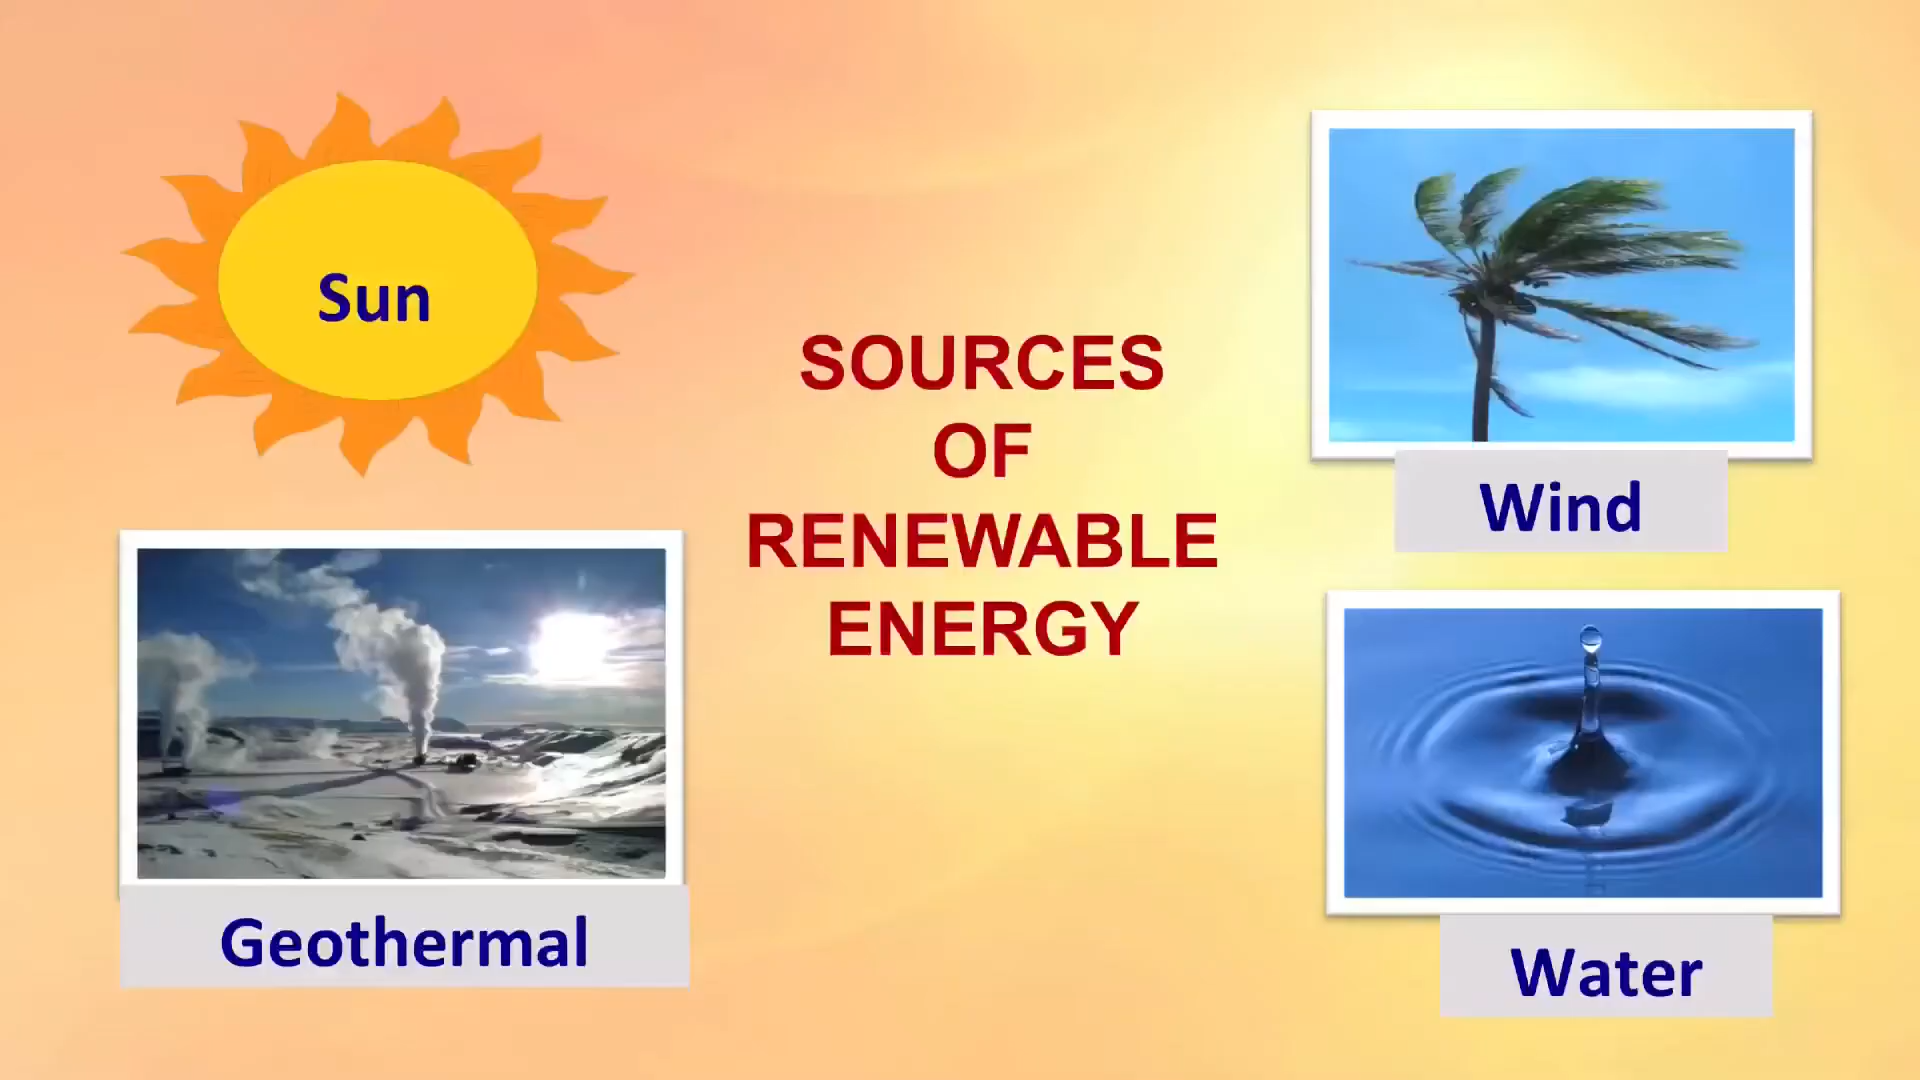 Sun
SOURCES
OF
RENEWABLE
ENERGY
Wind
Geothermal
Water